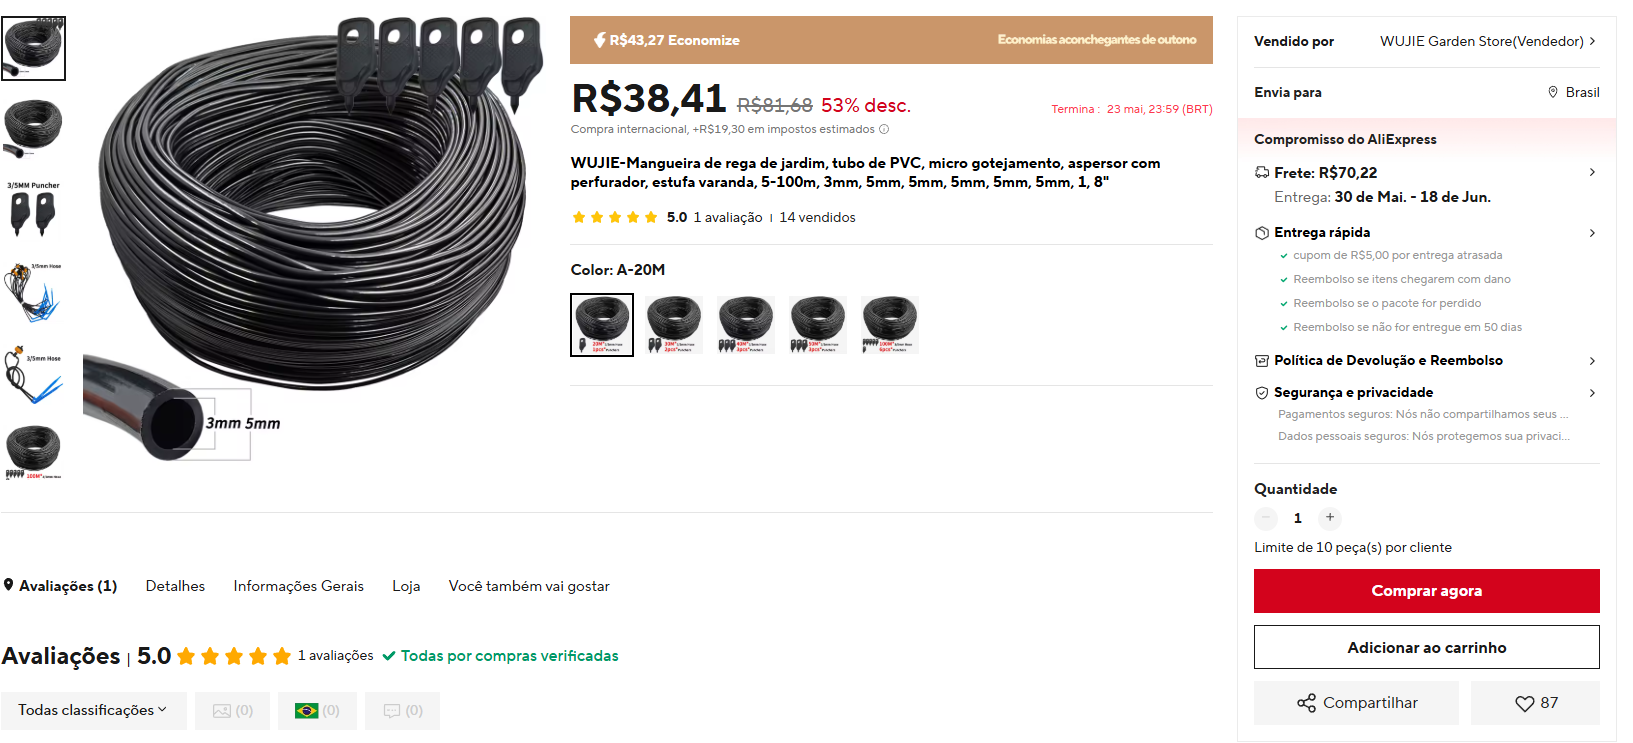 3/5MM Puncher
3/5mm Hose
3/5mm Hose
100M*
3mm 5mm
R$43,27 Economize
Economias aconchegantes de outono
R$38,41 R$81,68 53% desc.
Termina : 23 mai, 23:59 (BRT)
Compra internacional, +R$19,30 em impostos estimados
WUJIE-Mangueira de rega de jardim, tubo de PVC, micro gotejamento, aspersor com
perfurador, estufa varanda, 5-100m, 3mm, 5mm, 5mm, 5mm, 5mm, 5mm, 1, 8"
5.0 1 avaliação | 14 vendidos
Color: A-20M
Vendido por WUJIE Garden Store(Vendedor)
Envia para Brasil
Compromisso do AliExpress
Frete: R$70,22
Entrega: 30 de Mai. - 18 de Jun.
Entrega rápida
cupom de R$5,00 por entrega atrasada
Reembolso se itens chegarem com dano
Reembolso se o pacote for perdido
Reembolso se não for entregue em 50 dias
Política de Devolução e Reembolso
Segurança e privacidade
Pagamentos seguros: Nós não compartilhamos seus ...
Dados pessoais seguros: Nós protegemos sua privaci...
Quantidade
1
Limite de 10 peça(s) por cliente
Comprar agora
Adicionar ao carrinho
Compartilhar
87
Avaliações (1) Detalhes Informações Gerais Loja Você também vai gostar
Avaliações | 5.0 1 avaliações Todas por compras verificadas
Todas classificações (0) (0) (0)